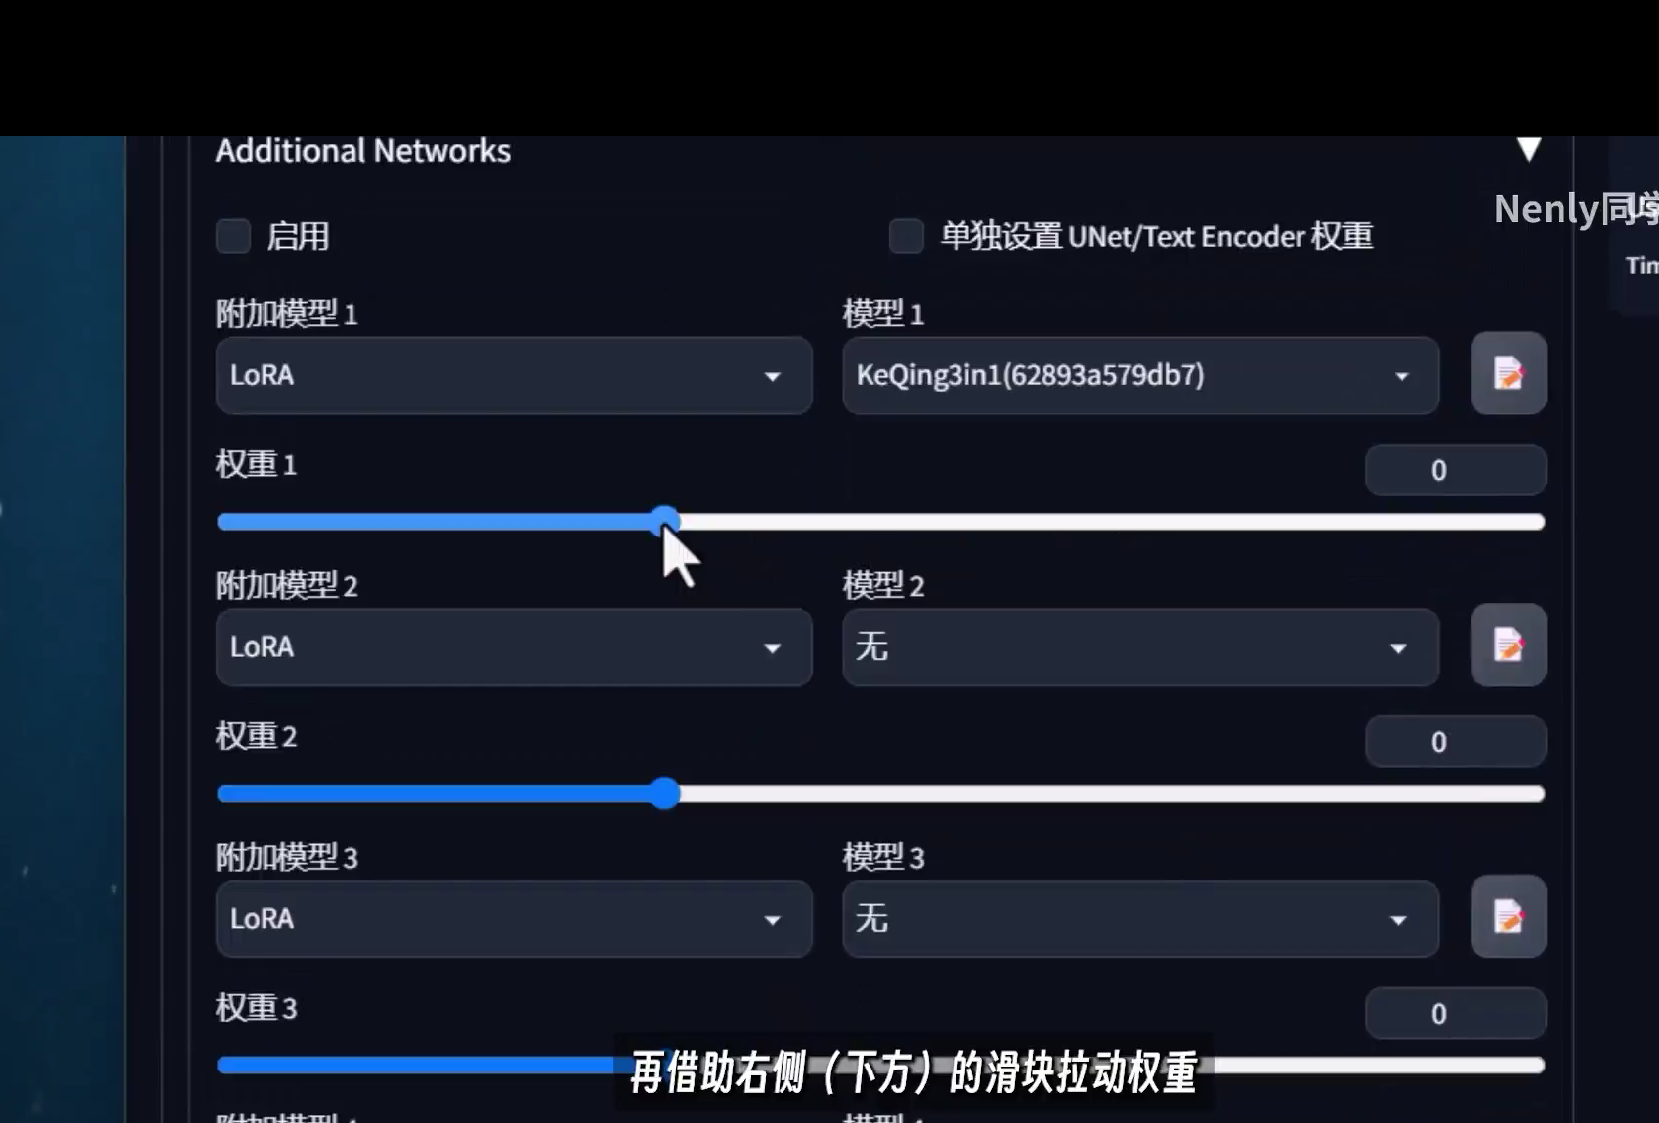 Additional Networks
Nenly同学
启用
单独设置 UNet/Text Encoder 权重
Tim
附加模型 1
模型 1
LoRA
KeQing3in1(62893a579db7)
权重 1
0
附加模型 2
模型 2
LoRA
无
权重 2
0
附加模型 3
模型 3
LoRA
无
权重 3
0
再借助右侧（下方）的滑块拉动权重